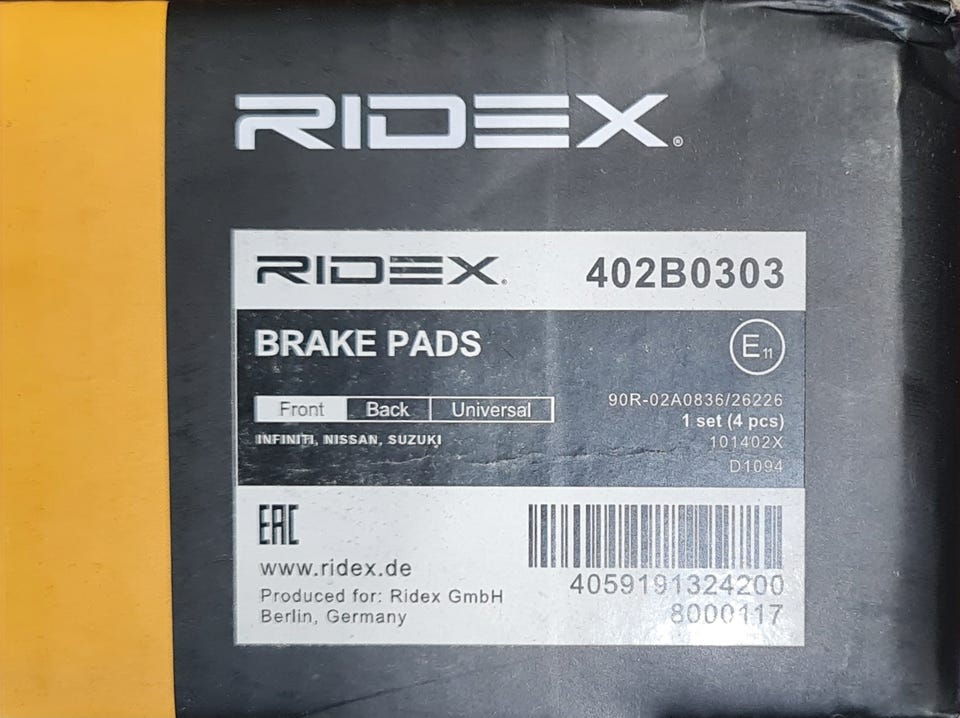 RIDEX®
RIDEX® 402B0303
BRAKE PADS E11
Front Back Universal 90R-02A0836/26226
1 set (4 pcs)
INFINITI, NISSAN, SUZUKI 101402X
D1094
EAC
www.ridex.de 4059191324200
Produced for: Ridex GmbH 8000117
Berlin, Germany